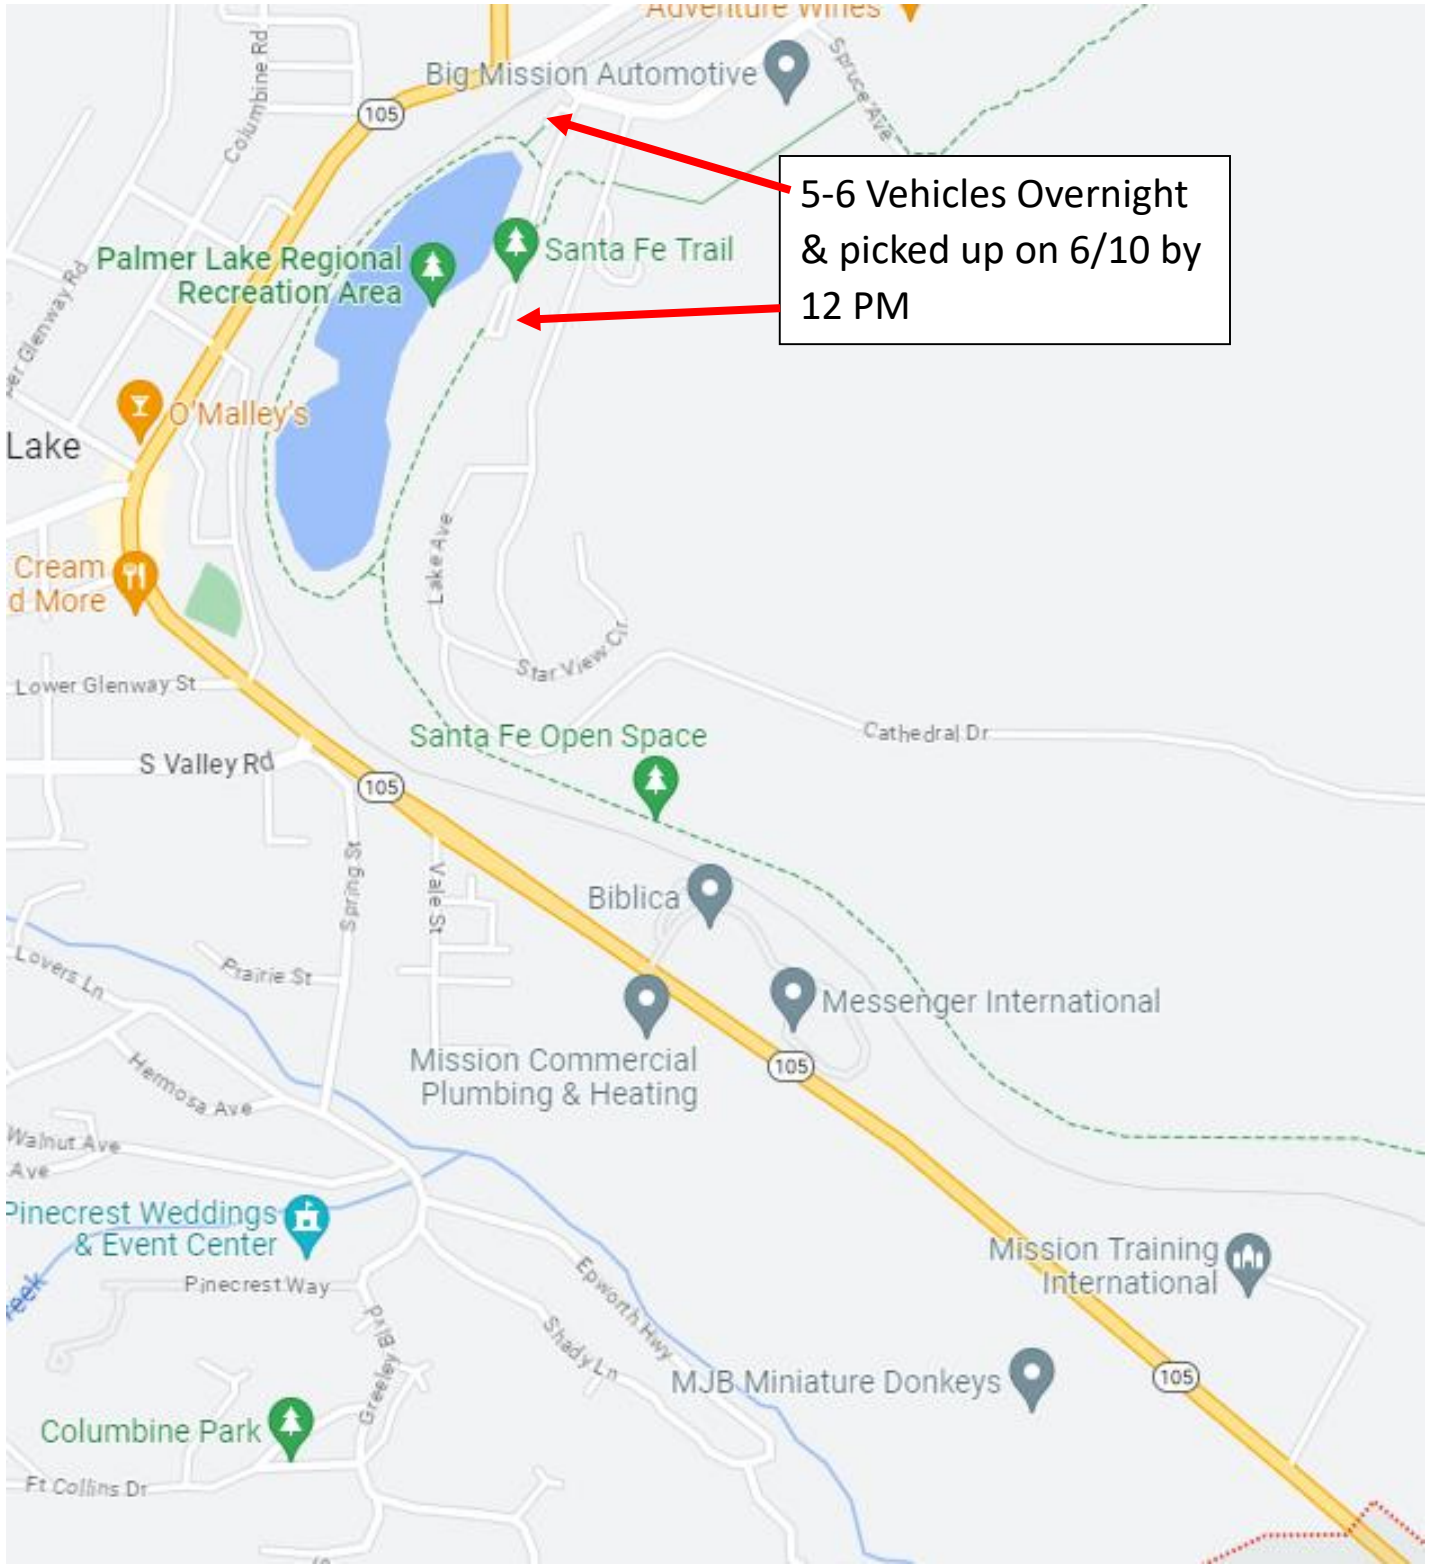 Adventure Wines
Big Mission Automotive
Spruce Ave
Columbine Rd
105
5-6 Vehicles Overnight
& picked up on 6/10 by
12 PM
Santa Fe Trail
Palmer Lake Regional
Recreation Area
er Glenway Rd
O'Malley's
Lake
Cream
d More
Lake Ave
Star View Cir
Lower Glenway St
Santa Fe Open Space
Cathedral Dr
S Valley Rd
105
Spring St
Vale St
Biblica
Lovers Ln
Prairie St
Messenger International
Mission Commercial
Plumbing & Heating
105
Hermosa Ave
Walnut Ave
Ave
Pinecrest Weddings
& Event Center
Pinecrest Way
reek
Epworth Hwy
Mission Training
International
Greeley Blvd
Shady Ln
MJB Miniature Donkeys
105
Columbine Park
Ft Collins Dr